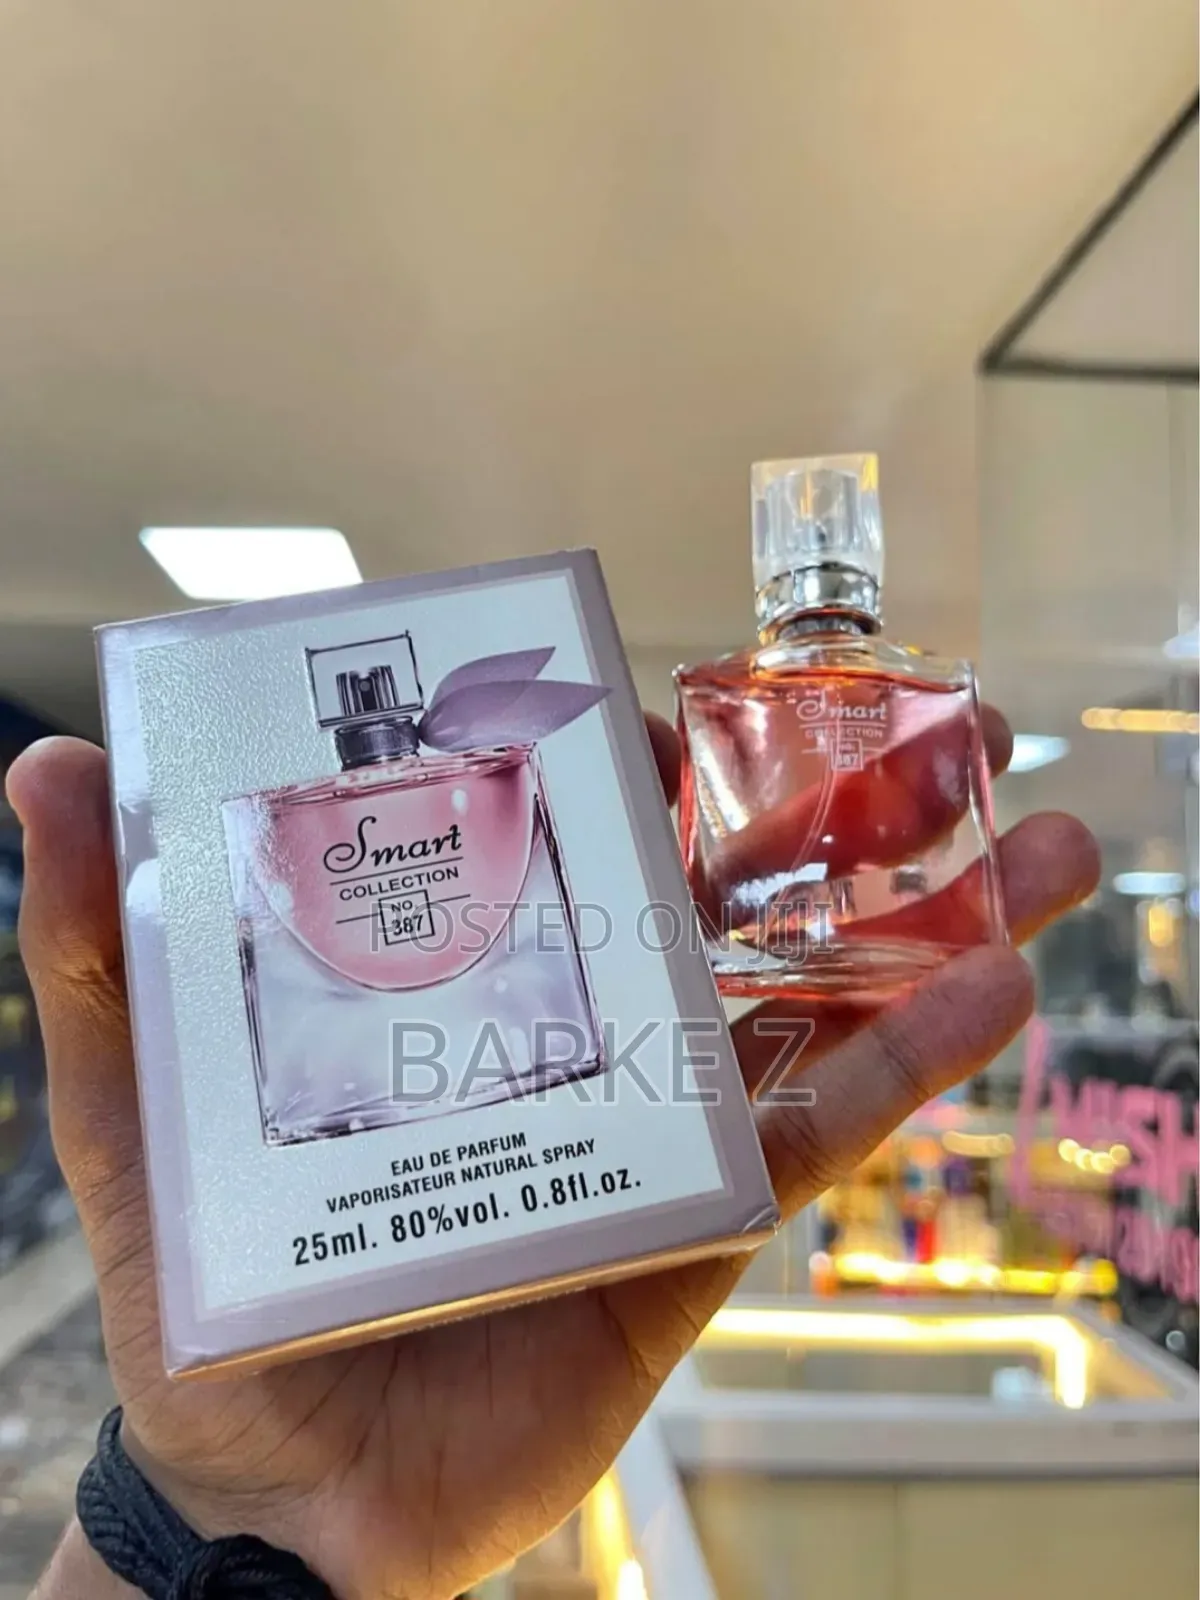 Smart
COLLECTION
NO.
387
EAU DE PARFUM
VAPORISATEUR NATURAL SPRAY
25ml. 80%vol. 0.8fl.oz.
Smart
COLLECTION
NO.
387
POSTED ON JIJI
BARKE Z